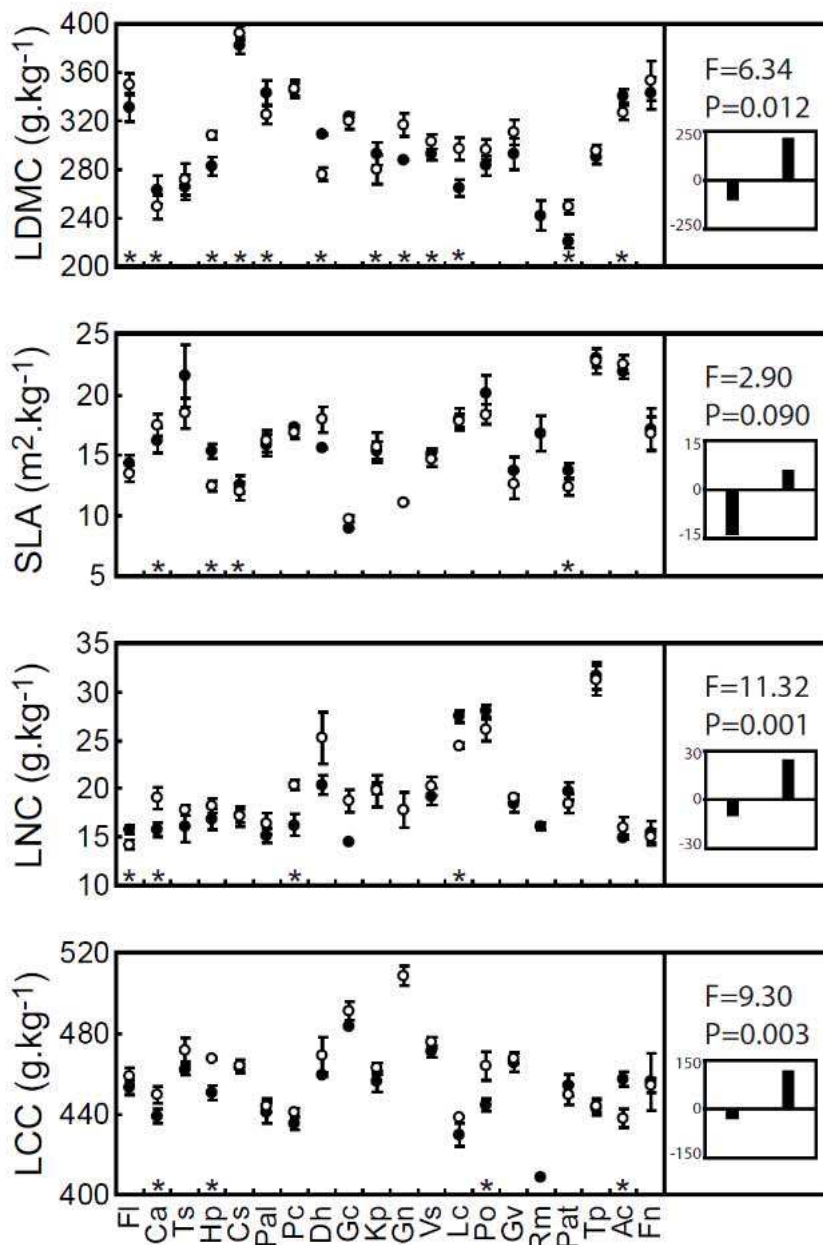 LDMC (g.kg-1)
400
360
320
280
240
200
* * * * * * * * * * * * *
F=6.34
P=0.012
250
0
-250
SLA (m2.kg-1)
25
20
15
10
5
* * * *
F=2.90
P=0.090
15
0
-15
LNC (g.kg-1)
35
30
25
20
15
10
* * * *
F=11.32
P=0.001
30
0
-30
LCC (g.kg-1)
520
480
440
400
* * * *
F=9.30
P=0.003
150
0
-150
Fl Ca Ts Hp Cs Pal Pc Dh Gc Kp Gn Vs Lc Po Gv Rm Pat Tp Ac Fn